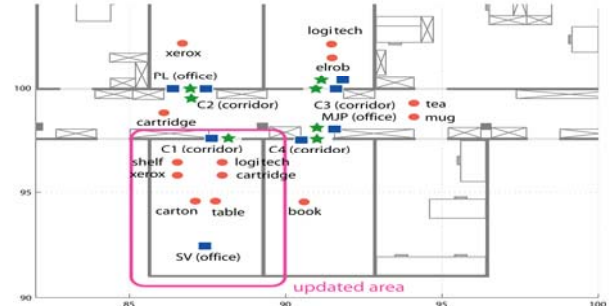 logitech
xerox
elrob
PL (office)
100
C2 (corridor)
C3 (corridor)
tea
MJP (office)
mug
cartridge
C1 (corridor)
C4 (corridor)
shelf
logitech
xerox
cartridge
95
carton
table
book
SV (office)
updated area
90
85
90
95
100